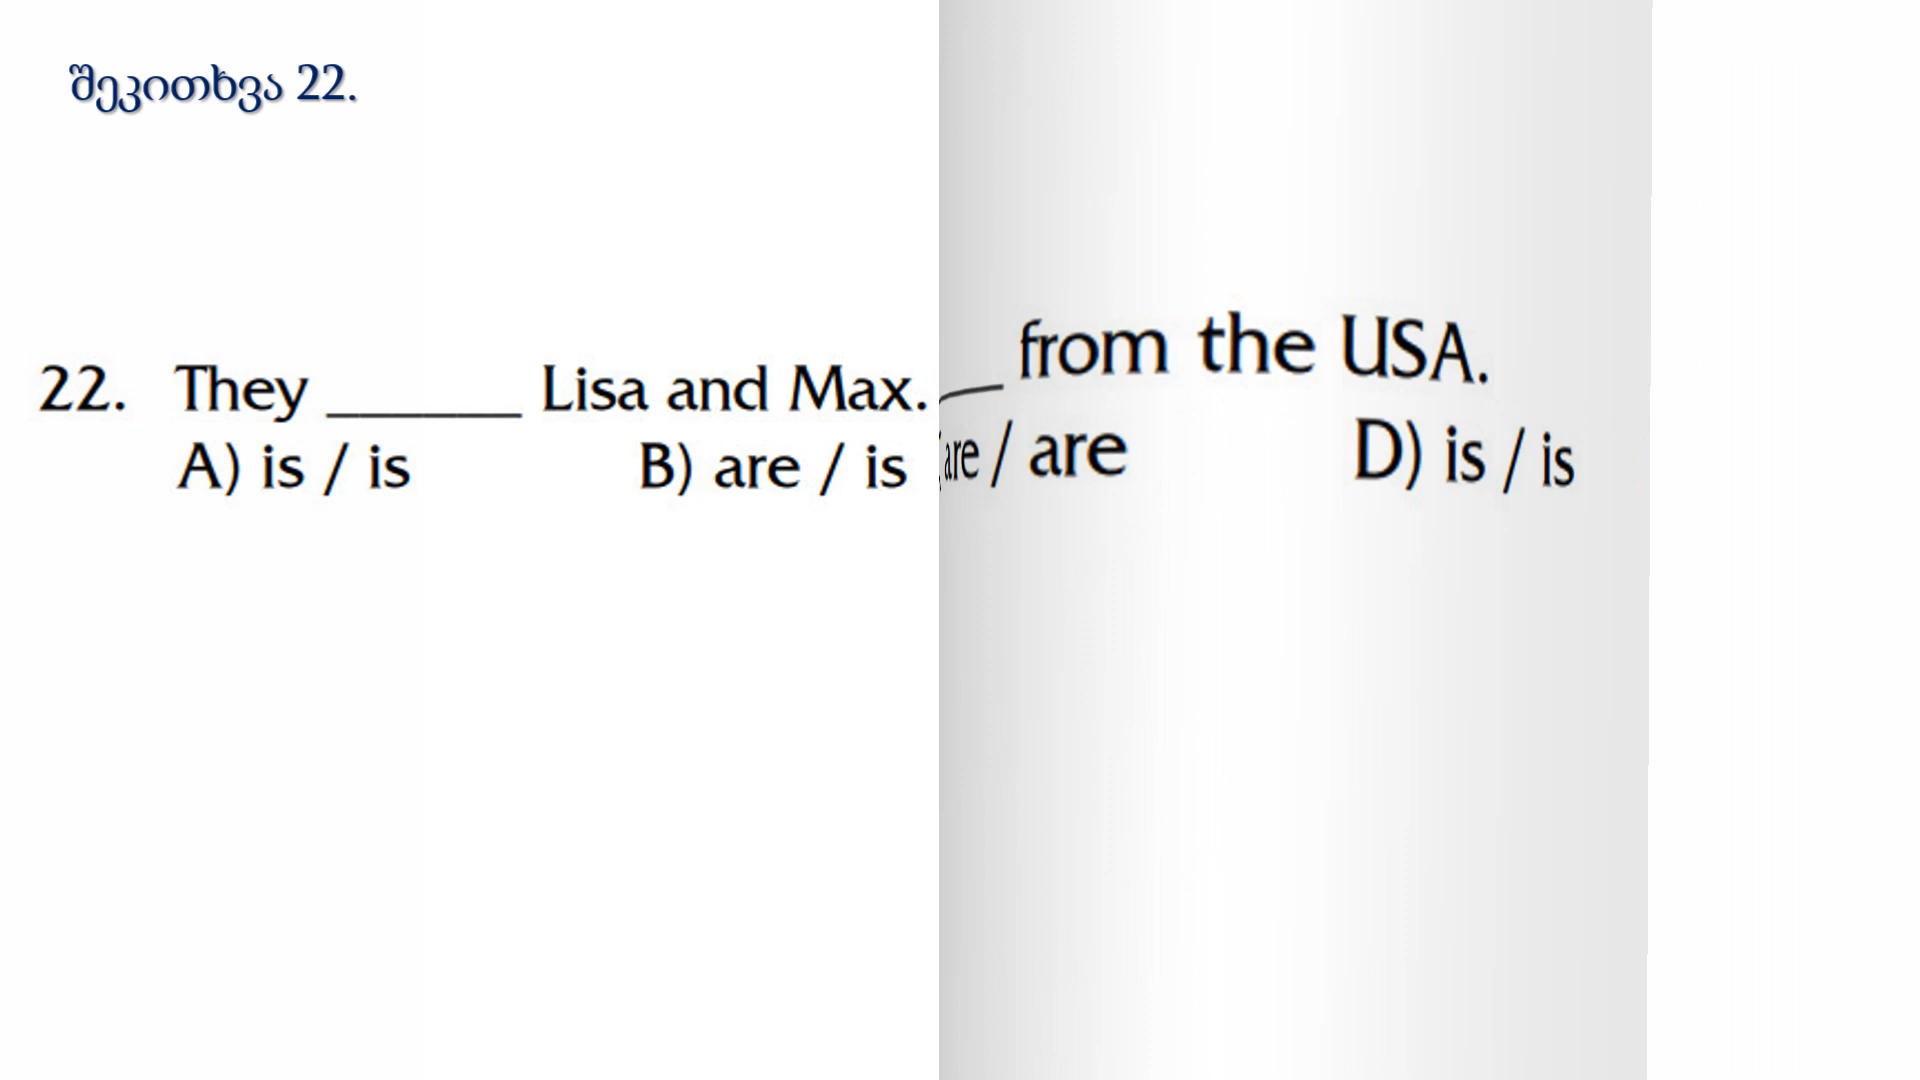 შეკითხვა 22.
22. They ______ Lisa and Max. __ from the USA.
A) is / is B) are / is are / are D) is / is